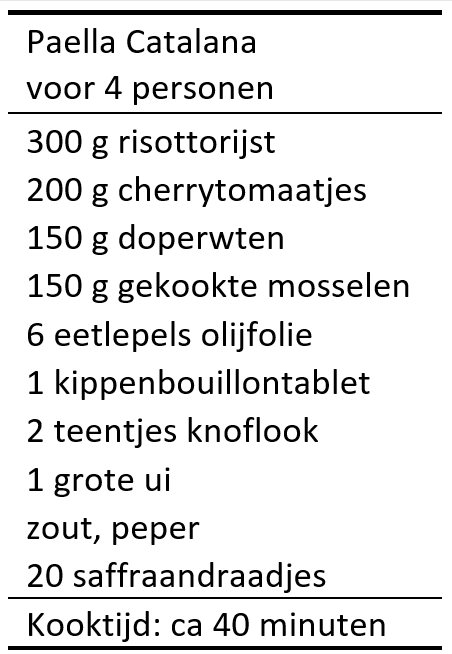 Paella Catalana
voor 4 personen
300 g risottorijst
200 g cherrytomaatjes
150 g doperwten
150 g gekookte mosselen
6 eetlepels olijfolie
1 kippenbouillontablet
2 teentjes knoflook
1 grote ui
zout, peper
20 saffraandraadjes
Kooktijd: ca 40 minuten